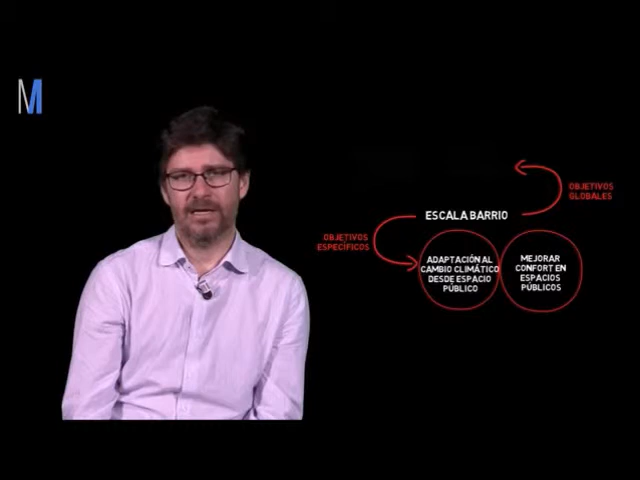 M
OBJETIVOS
GLOBALES
ESCALA BARRIO
OBJETIVOS
ESPECÍFICOS
ADAPTACIÓN AL
CAMBIO CLIMÁTICO
DESDE ESPACIO
PÚBLICO
MEJORAR
CONFORT EN
ESPACIOS
PÚBLICOS